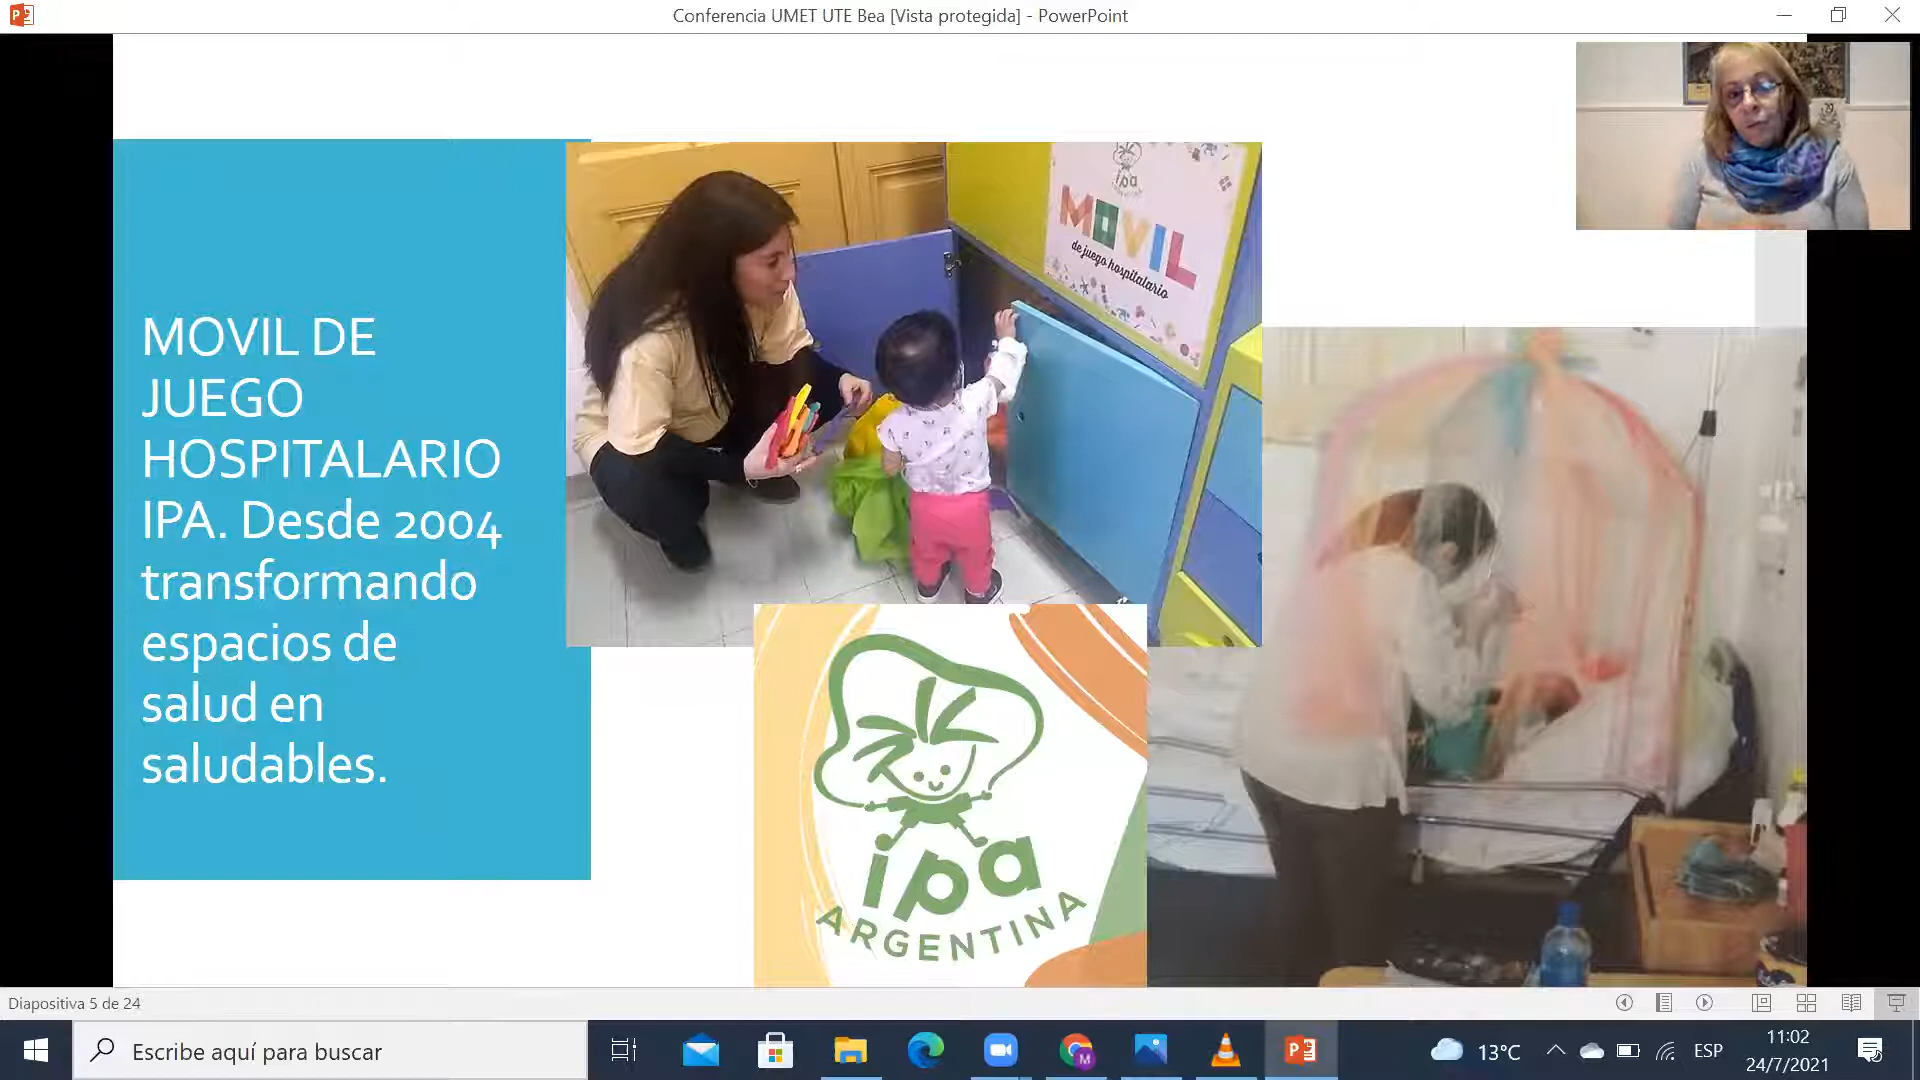 Conferencia UMET UTE Bea [Vista protegida] - PowerPoint
MOVIL DE
JUEGO
HOSPITALARIO
IPA. Desde 2004
transformando
espacios de
salud en
saludables.
ipa
MOVIL
de juego hospitalario
ipa
ARGENTINA
29
Diapositiva 5 de 24
Escribe aquí para buscar
13°C
ESP
11:02
24/7/2021